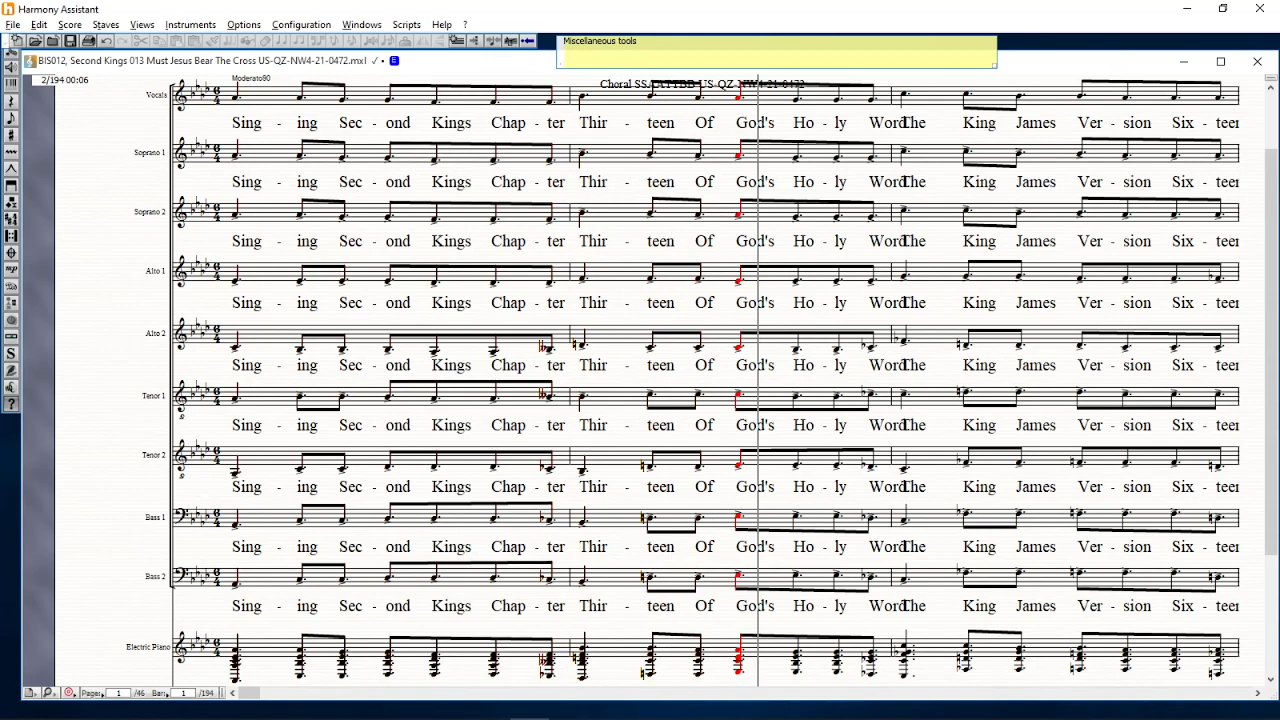 Harmony Assistant
File Edit Score Staves Views Instruments Options Configuration Windows Scripts Help ?
Miscellaneous tools
BIS012, Second Kings 013 Must Jesus Bear The Cross US-QZ-NW4-21-0472.mxl
2/194 00:06
Moderato90
Choral SSAATTBB US-QZ-NW4-21-0472
Vocals
Sing - ing Sec - ond Kings Chap - ter Thir - teen Of God's Ho - ly Word The King James Ver - sion Six - teen
Soprano 1
Sing - ing Sec - ond Kings Chap - ter Thir - teen Of God's Ho - ly Word The King James Ver - sion Six - teen
Soprano 2
Sing - ing Sec - ond Kings Chap - ter Thir - teen Of God's Ho - ly Word The King James Ver - sion Six - teen
Alto 1
Sing - ing Sec - ond Kings Chap - ter Thir - teen Of God's Ho - ly Word The King James Ver - sion Six - teen
Alto 2
Sing - ing Sec - ond Kings Chap - ter Thir - teen Of God's Ho - ly Word The King James Ver - sion Six - teen
Tenor 1
Sing - ing Sec - ond Kings Chap - ter Thir - teen Of God's Ho - ly Word The King James Ver - sion Six - teen
Tenor 2
Sing - ing Sec - ond Kings Chap - ter Thir - teen Of God's Ho - ly Word The King James Ver - sion Six - teen
Bass 1
Sing - ing Sec - ond Kings Chap - ter Thir - teen Of God's Ho - ly Word The King James Ver - sion Six - teen
Bass 2
Sing - ing Sec - ond Kings Chap - ter Thir - teen Of God's Ho - ly Word The King James Ver - sion Six - teen
Electric Piano
Page: 1 /46 Bar: 1 /194